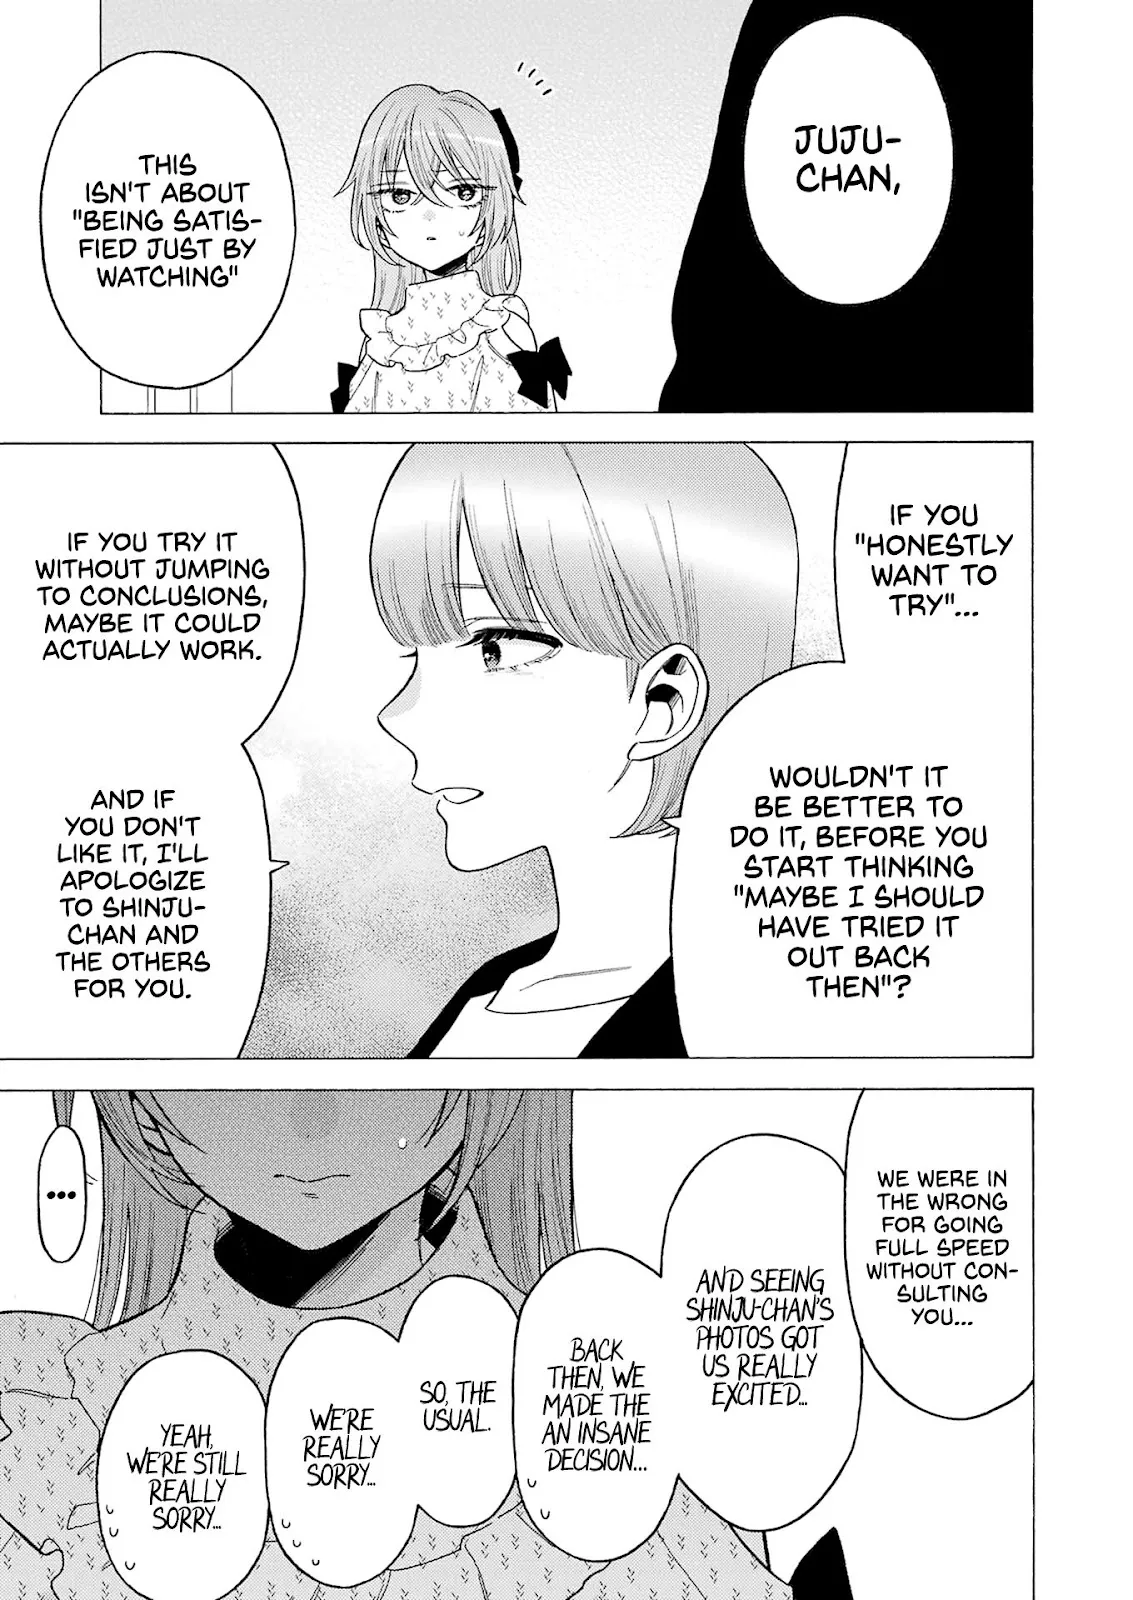 JUJU-
CHAN,
THIS
ISN'T ABOUT
"BEING SATIS-
FIED JUST BY
WATCHING"
IF YOU
"HONESTLY
WANT TO
TRY"...
WOULDN'T IT
BE BETTER TO
DO IT, BEFORE YOU
START THINKING
"MAYBE I SHOULD
HAVE TRIED IT
OUT BACK
THEN"?
IF YOU TRY IT
WITHOUT JUMPING
TO CONCLUSIONS,
MAYBE IT COULD
ACTUALLY WORK.
AND IF
YOU DON'T
LIKE IT, I'LL
APOLOGIZE
TO SHINJU-
CHAN AND
THE OTHERS
FOR YOU.
WE WERE IN
THE WRONG
FOR GOING
FULL SPEED
WITHOUT CON-
SULTING
YOU...
AND SEEING
SHINJU-CHAN'S
PHOTOS GOT
US REALLY
EXCITED...
BACK
THEN, WE
MADE THE
AN INSANE
DECISION...
SO, THE
USUAL.
WE'RE
REALLY
SORRY...
YEAH,
WE'RE STILL
REALLY
SORRY...
...